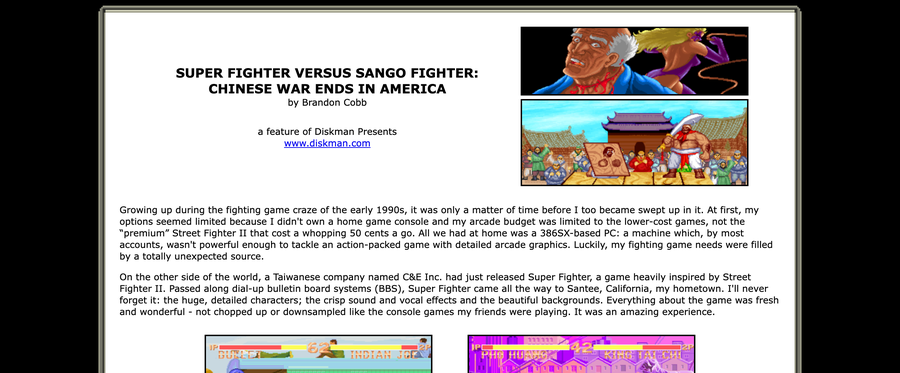 SUPER FIGHTER VERSUS SANGO FIGHTER:
CHINESE WAR ENDS IN AMERICA
by Brandon Cobb
a feature of Diskman Presents
www.diskman.com
Growing up during the fighting game craze of the early 1990s, it was only a matter of time before I too became swept up in it. At first, my
options seemed limited because I didn't own a home game console and my arcade budget was limited to the lower-cost games, not the
“premium” Street Fighter II that cost a whopping 50 cents a go. All we had at home was a 386SX-based PC: a machine which, by most
accounts, wasn't powerful enough to tackle an action-packed game with detailed arcade graphics. Luckily, my fighting game needs were filled
by a totally unexpected source.
On the other side of the world, a Taiwanese company named C&E Inc. had just released Super Fighter, a game heavily inspired by Street
Fighter II. Passed along dial-up bulletin board systems (BBS), Super Fighter came all the way to Santee, California, my hometown. I'll never
forget it: the huge, detailed characters; the crisp sound and vocal effects and the beautiful backgrounds. Everything about the game was fresh
and wonderful - not chopped up or downsampled like the console games my friends were playing. It was an amazing experience.
1P 62 2P
INDIAN JOE
42